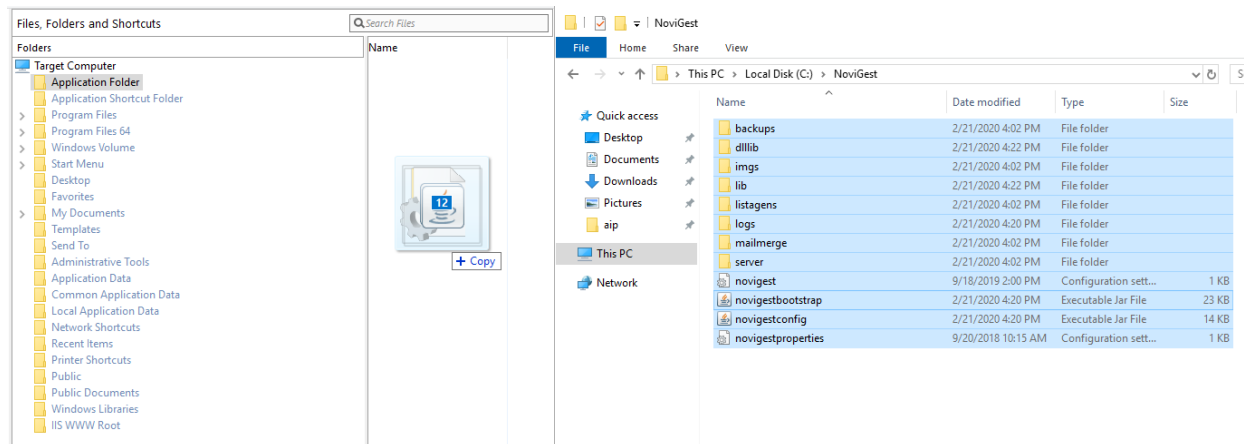 Files, Folders and Shortcuts
Search Files
Folders
Name
Target Computer
Application Folder
Application Shortcut Folder
Program Files
Program Files 64
Windows Volume
Start Menu
Desktop
Favorites
My Documents
Templates
Send To
Administrative Tools
Application Data
Common Application Data
Local Application Data
Network Shortcuts
Recent Items
Printer Shortcuts
Public
Public Documents
Windows Libraries
IIS WWW Root
12
+ Copy
NoviGest
File Home Share View
This PC > Local Disk (C:) > NoviGest
S
Quick access
Desktop
Documents
Downloads
Pictures
aip
This PC
Network
Name Date modified Type Size
backups 2/21/2020 4:02 PM File folder
dlllib 2/21/2020 4:22 PM File folder
imgs 2/21/2020 4:02 PM File folder
lib 2/21/2020 4:22 PM File folder
listagens 2/21/2020 4:02 PM File folder
logs 2/21/2020 4:20 PM File folder
mailmerge 2/21/2020 4:02 PM File folder
server 2/21/2020 4:02 PM File folder
novigest 9/18/2019 2:00 PM Configuration sett... 1 KB
novigestbootstrap 2/21/2020 4:20 PM Executable Jar File 23 KB
novigestconfig 2/21/2020 4:20 PM Executable Jar File 14 KB
novigestproperties 9/20/2018 10:15 AM Configuration sett... 1 KB